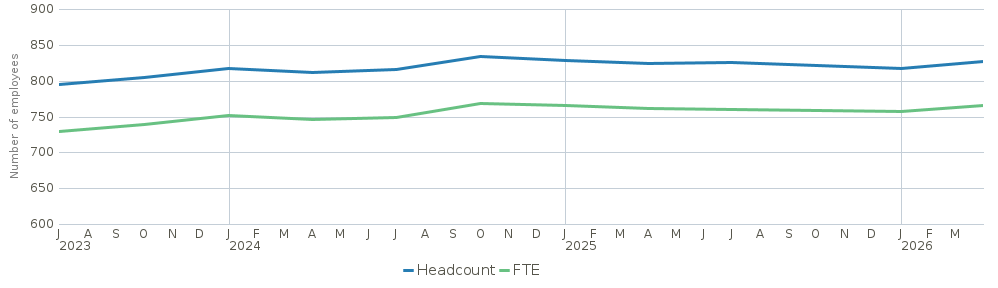 900
850
800
750
700
650
600
Number of employees
J A S O N D J F M A M J J A S O N D J F M A M J J A S O N D J F M
2023 2024 2025 2026
Headcount FTE